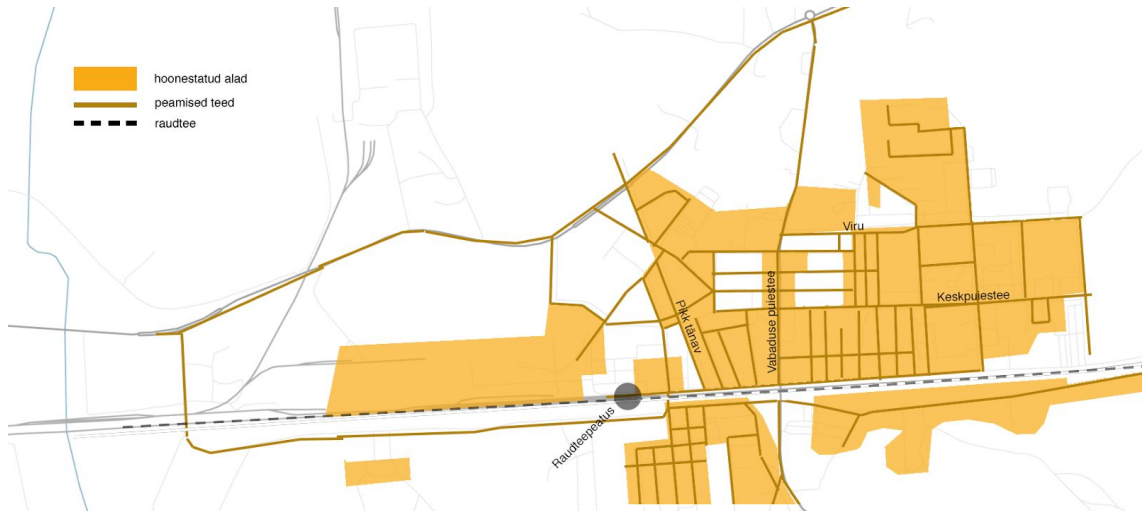 hoonestatud alad
peamised teed
raudtee
Viru
Keskpuiestee
Pikk tänav
Vabaduse puiestee
Raudteepeatus